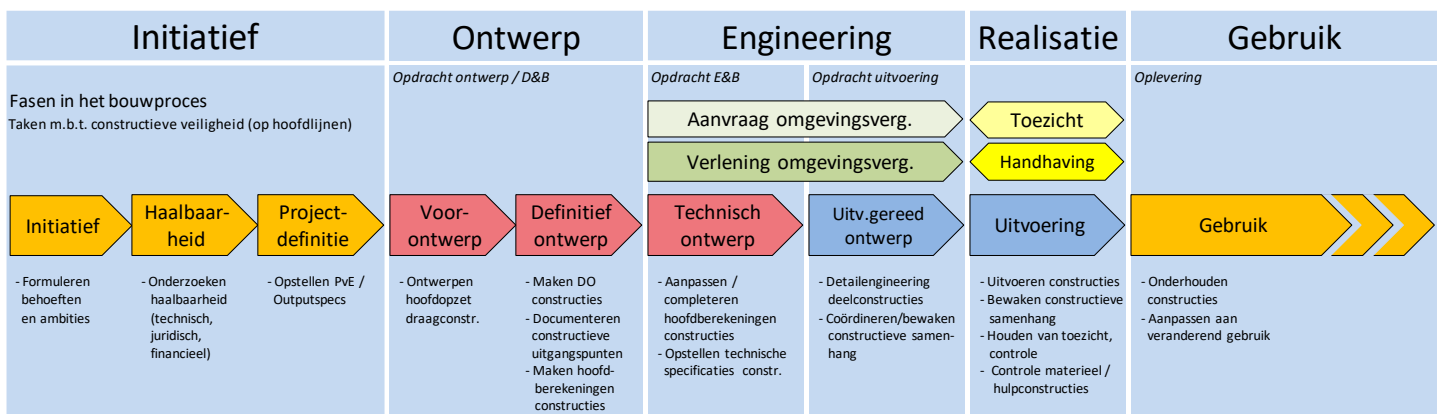 Initiatief
Ontwerp
Engineering
Realisatie
Gebruik
Opdracht ontwerp / D&B
Opdracht E&B
Opdracht uitvoering
Oplevering
Fasen in het bouwproces
Taken m.b.t. constructieve veiligheid (op hoofdlijnen)
Aanvraag omgevingsverg.
Toezicht
Verlening omgevingsverg.
Handhaving
Initiatief
Haalbaar-
heid
Project-
definitie
Voor-
ontwerp
Definitief
ontwerp
Technisch
ontwerp
Uitv.gereed
ontwerp
Uitvoering
Gebruik
- Formuleren
behoeften
en ambities
- Onderzoeken
haalbaarheid
(technisch,
juridisch,
financieel)
- Opstellen PvE /
Outputspecs
- Ontwerpen
hoofdopzet
draagconstr.
- Maken DO
constructies
- Documenteren
constructieve
uitgangspunten
- Maken hoofd-
berekeningen
constructies
- Aanpassen /
completeren
hoofdberekeningen
constructies
- Opstellen technische
specificaties constr.
- Detailengineering
deelconstructies
- Coördineren/bewaken
constructieve samen-
hang
- Uitvoeren constructies
- Bewaken constructieve
samenhang
- Houden van toezicht,
controle
- Controle materieel /
hulpconstructies
- Onderhouden
constructies
- Aanpassen aan
veranderend gebruik